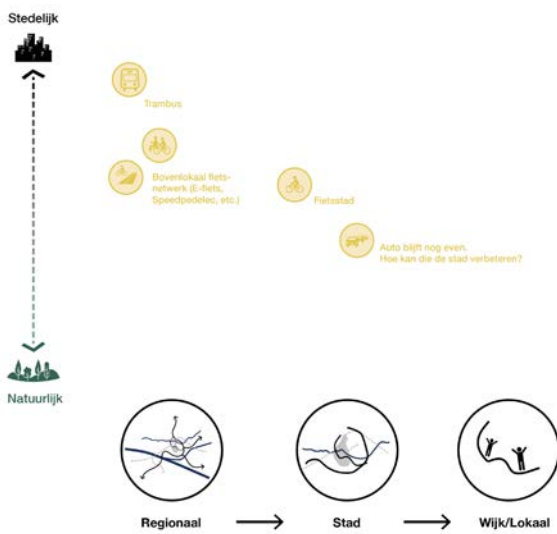 Stedelijk
Trambus
Bovenlokaal fiets-
netwerk (E-fiets,
Speedpedelec, etc.)
Fietsstad
Auto blijft nog even.
Hoe kan die de stad verbeteren?
Natuurlijk
Regionaal
Stad
Wijk/Lokaal